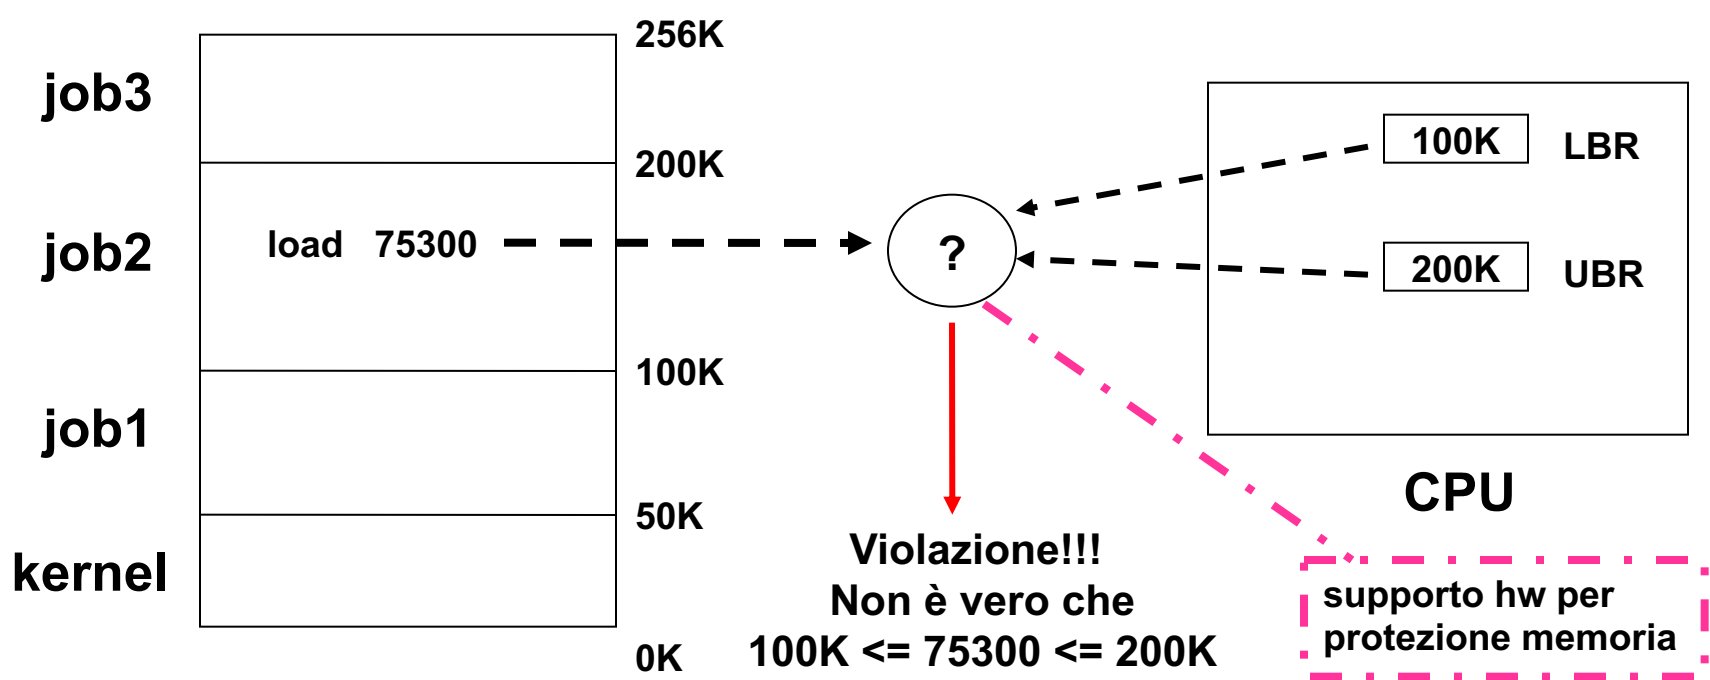 256K
job3
200K
job2
load 75300
100K
job1
50K
kernel
0K
?
100K LBR
200K UBR
CPU
Violazione!!!
Non è vero che
100K <= 75300 <= 200K
supporto hw per
protezione memoria